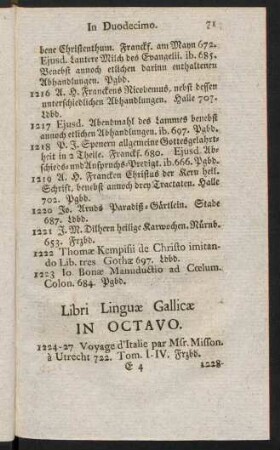 In Duodecimo. 71
bene Christenthum. Franckf. am Mayn 672.
Ejusd. Lautere Milch des Evangelii. ib. 685.
Benebst annoch etlichen darinn enthaltenen
Abhandlungen. Pgbd.
1216 A. H. Franckens Nicodemus, nebst dessen
unterschiedlichen Abhandlungen. Halle 707.
Ldbd.
1217 Ejusd. Abendmahl des Lammes benebst
annoch etlichen Abhandlungen. ib. 697. Pgbd.
1218 P. J. Spenern allgemeine Gottesgelahrt-
heit in 2 Theile. Franckf. 680. Ejusd. Ab-
schieds und Anspruchs-Predigt. ib. 666. Pgbd.
1219 A. H. Francken Christus der Kern heil.
Schrift, benebst annoch drey Tractaten. Halle
702. Pgbd.
1220 Jo. Arnds Paradiß-Gärtlein. Stade
687. Ldbd.
1221 J. M. Dilhern heilige Karwochen. Nürnb.
653. Frzbd.
1222 Thomæ Kempisii de Christo imitan-
do Lib. tres Gothæ 697. Ldbd.
1223 Io. Bonæ Manuductio ad Cœlum.
Colon. 684. Pgbd.
Libri Linguæ Gallicæ
IN OCTAVO.
1224-27 Voyage d'Italie par Msr. Misson.
à Utrecht 722. Tom. I-IV. Frzbd.
E 4 1228-